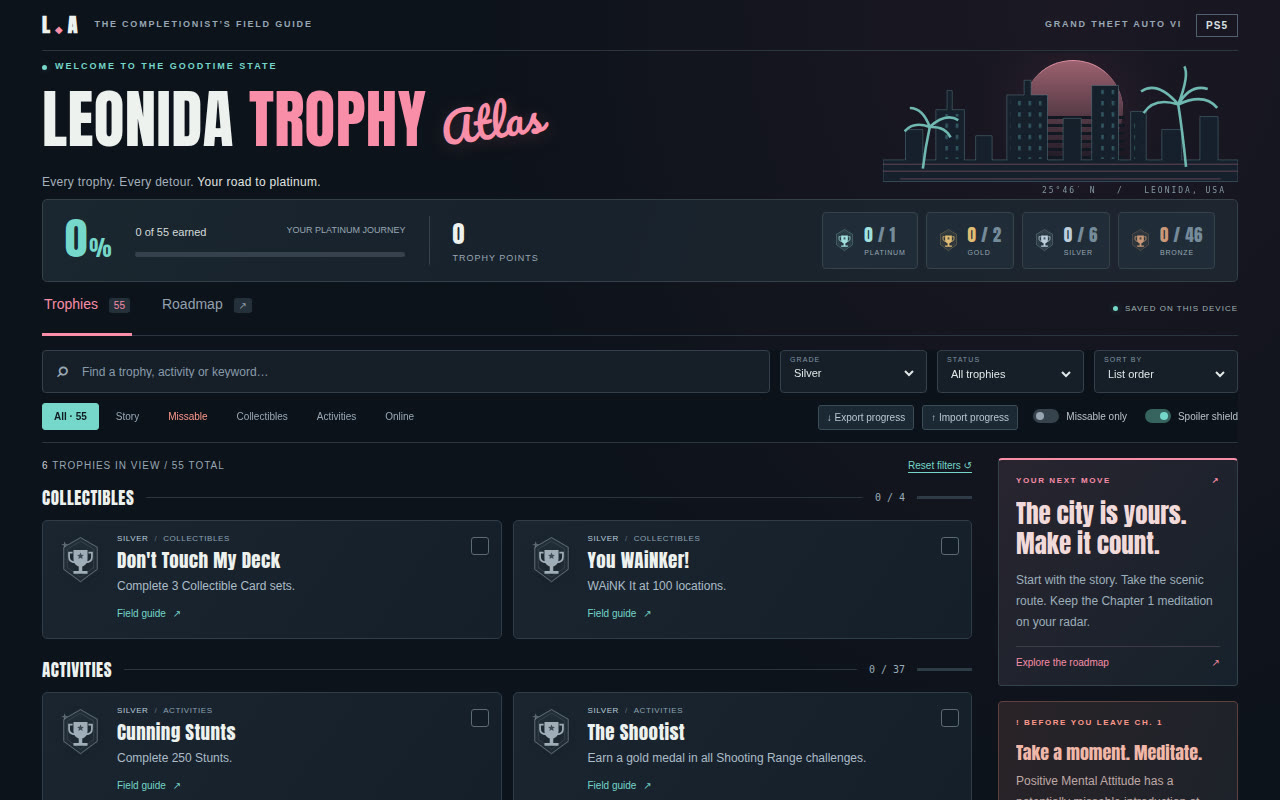 L◆A THE COMPLETIONIST'S FIELD GUIDE
GRAND THEFT AUTO VI PS5
WELCOME TO THE GOODTIME STATE
LEONIDA TROPHY Atlas
Every trophy. Every detour. Your road to platinum.
25°46′ N / LEONIDA, USA
0%
0 of 55 earned YOUR PLATINUM JOURNEY
0
TROPHY POINTS
0 / 1
PLATINUM
0 / 2
GOLD
0 / 6
SILVER
0 / 46
BRONZE
Trophies 55 Roadmap ↗
SAVED ON THIS DEVICE
Find a trophy, activity or keyword…
GRADE
Silver
STATUS
All trophies
SORT BY
List order
All · 55 Story Missable Collectibles Activities Online
↓ Export progress ↑ Import progress Missable only Spoiler shield
6 TROPHIES IN VIEW / 55 TOTAL
Reset filters ↺
COLLECTIBLES 0 / 4
SILVER / COLLECTIBLES
Don't Touch My Deck
Complete 3 Collectible Card sets.
Field guide ↗
SILVER / COLLECTIBLES
You WAiNKer!
WAiNK It at 100 locations.
Field guide ↗
ACTIVITIES 0 / 37
SILVER / ACTIVITIES
Cunning Stunts
Complete 250 Stunts.
Field guide ↗
SILVER / ACTIVITIES
The Shootist
Earn a gold medal in all Shooting Range challenges.
Field guide ↗
YOUR NEXT MOVE ↗
The city is yours.
Make it count.
Start with the story. Take the scenic
route. Keep the Chapter 1 meditation
on your radar.
Explore the roadmap ↗
! BEFORE YOU LEAVE CH. 1
Take a moment. Meditate.
Positive Mental Attitude has a
potentially missable introduction at